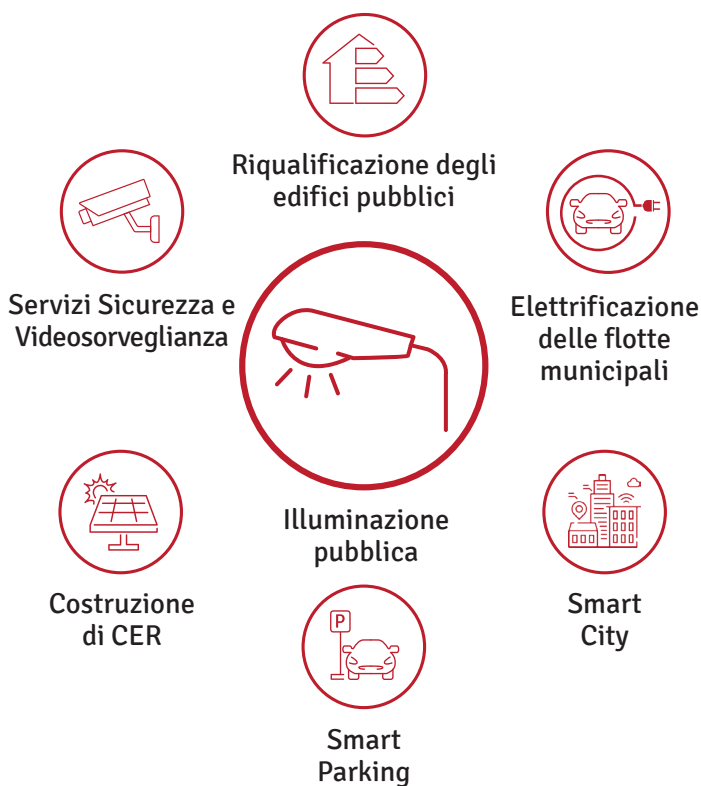 Riqualificazione degli
edifici pubblici
Servizi Sicurezza e
Videosorveglianza
Elettrificazione
delle flotte
municipali
Illuminazione
pubblica
Costruzione
di CER
Smart
City
P
Smart
Parking